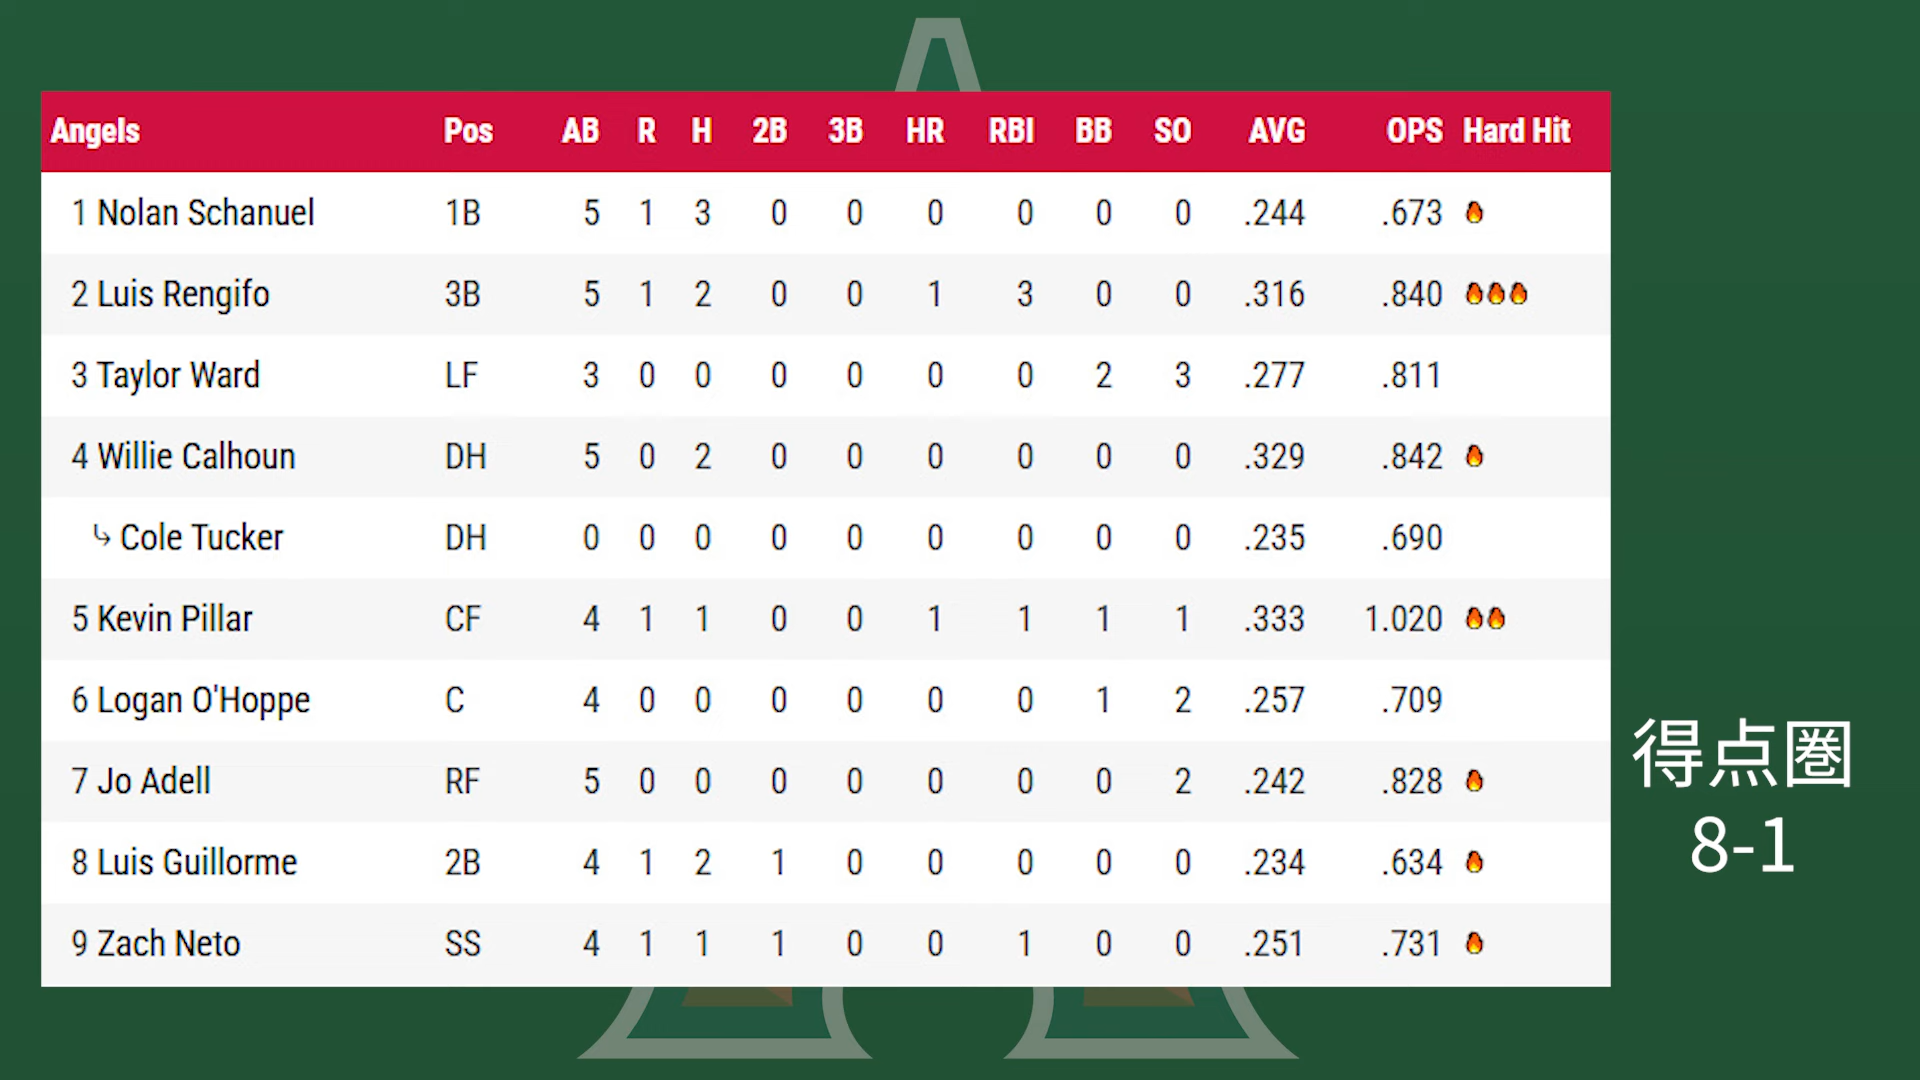 Angels Pos AB R H 2B 3B HR RBI BB SO AVG OPS Hard Hit
1 Nolan Schanuel 1B 5 1 3 0 0 0 0 0 0 .244 .673
2 Luis Rengifo 3B 5 1 2 0 0 1 3 0 0 .316 .840
3 Taylor Ward LF 3 0 0 0 0 0 0 2 3 .277 .811
4 Willie Calhoun DH 5 0 2 0 0 0 0 0 0 .329 .842
↳ Cole Tucker DH 0 0 0 0 0 0 0 0 0 .235 .690
5 Kevin Pillar CF 4 1 1 0 0 1 1 1 1 .333 1.020
6 Logan O'Hoppe C 4 0 0 0 0 0 0 1 2 .257 .709
7 Jo Adell RF 5 0 0 0 0 0 0 0 2 .242 .828
8 Luis Guillorme 2B 4 1 2 1 0 0 0 0 0 .234 .634
9 Zach Neto SS 4 1 1 1 0 0 1 0 0 .251 .731
得点圏
8-1